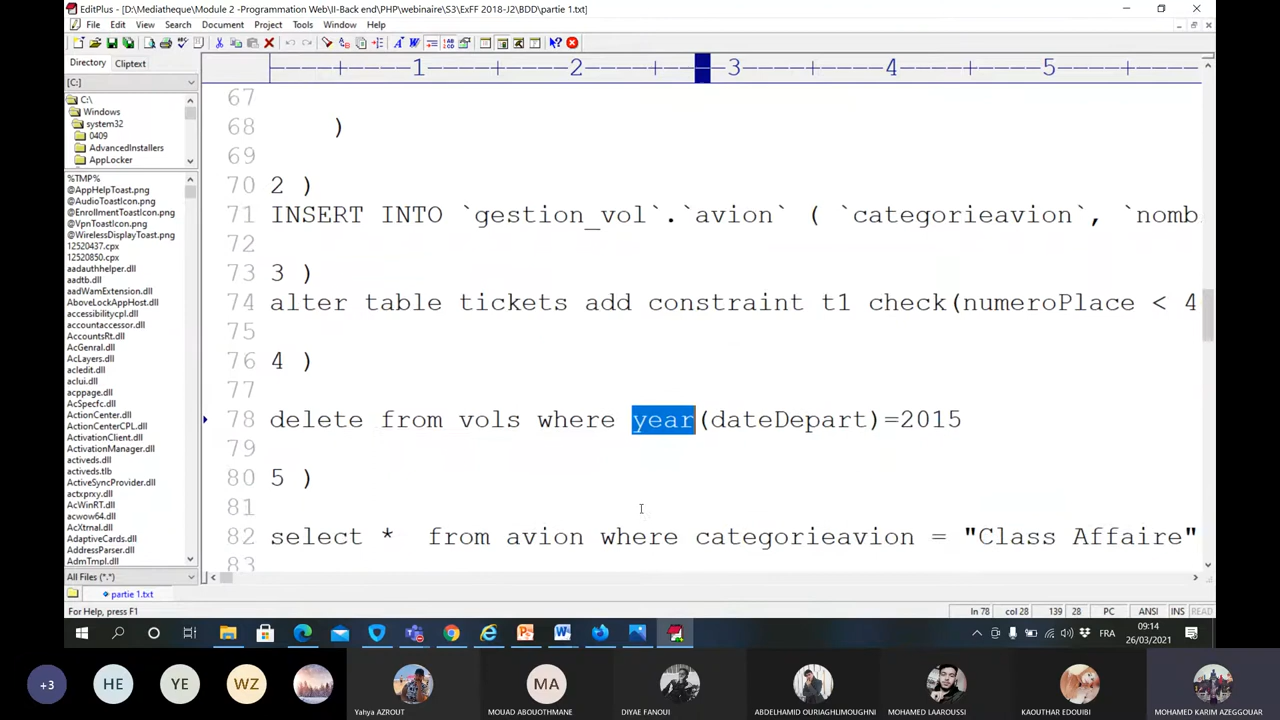 EditPlus - [D:\Mediatheque\Module 2 -Programmation Web\II-Back end\PHP\webinaire\S3\ExFF 2018-J2\BDD\partie 1.txt]
File Edit View Search Document Project Tools Window Help
Directory Cliptext
[C:]
C:\
Windows
system32
0409
AdvancedInstallers
AppLocker
%TMP%
@AppHelpToast.png
@AudioToastIcon.png
@EnrollmentToastIcon.png
@VpnToastIcon.png
@WirelessDisplayToast.png
12520437.cpx
12520850.cpx
aadauthhelper.dll
aadtb.dll
aadWamExtension.dll
AboveLockAppHost.dll
accessibilitycpl.dll
accountaccessor.dll
AccountsRt.dll
AcGenral.dll
AcLayers.dll
acledit.dll
aclui.dll
acppage.dll
AcSpecfc.dll
ActionCenter.dll
ActionCenterCPL.dll
ActivationClient.dll
ActivationManager.dll
activeds.dll
activeds.tlb
ActiveSyncProvider.dll
actxprxy.dll
AcWinRT.dll
acwow64.dll
AcXtrnal.dll
AdaptiveCards.dll
AddressParser.dll
AdmTmpl.dll
All Files (*.*)
----+----1----+----2----+----3----+----4----+----5----+--
67
68 )
69
70 2 )
71 INSERT INTO `gestion_vol`.`avion` ( `categorieavion`, `nomb
72
73 3 )
74 alter table tickets add constraint t1 check(numeroPlace < 4
75
76 4 )
77
78 delete from vols where year(dateDepart)=2015
79
80 5 )
81
82 select * from avion where categorieavion = "Class Affaire"
83
partie 1.txt
For Help, press F1 ln 78 col 28 139 28 PC ANSI INS READ
FRA
09:14
26/03/2021
+3 HE YE WZ MA
Yahya AZROUT MOUAD ABOUOTHMANE DIYAE FANOUI ABDELHAMID OURIAGHLIMOUGHNI MOHAMED LAAROUSSI KAOUTHAR EDOUIBI MOHAMED KARIM AZEGGOUAR